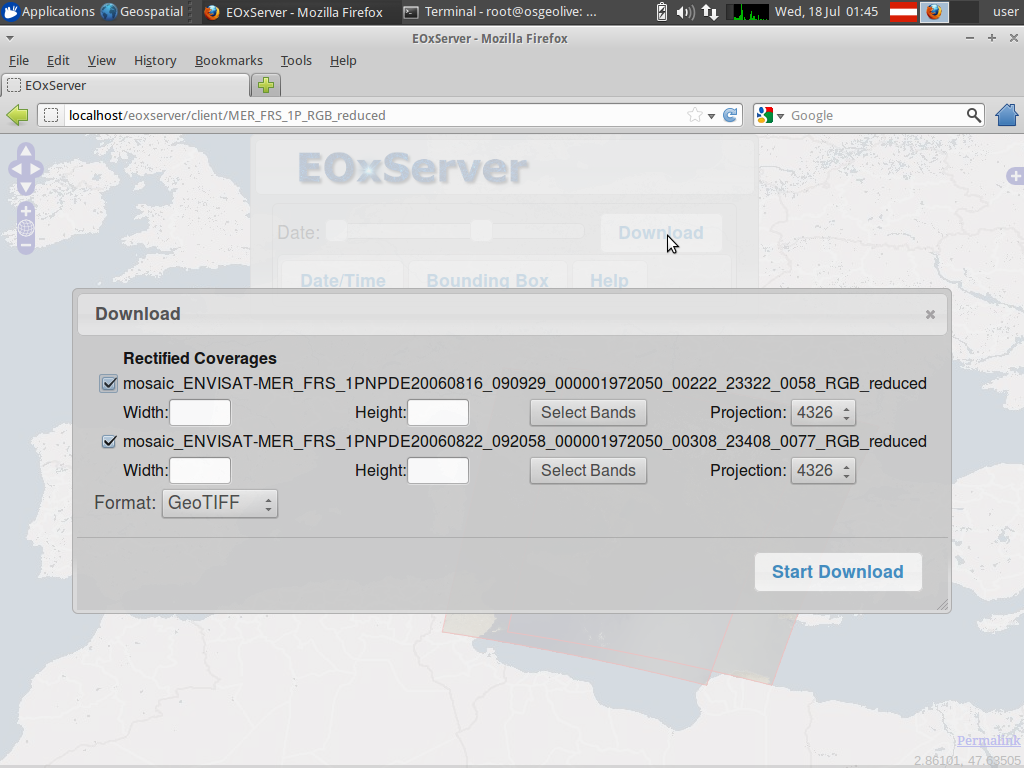 Applications Geospatial EOxServer - Mozilla Firefox Terminal - root@osgeolive: ... Wed, 18 Jul 01:45 user
EOxServer - Mozilla Firefox
File Edit View History Bookmarks Tools Help
EOxServer
localhost/eoxserver/client/MER_FRS_1P_RGB_reduced Google
EOxServer
Date: Download
Date/Time Bounding Box Help
Download
Rectified Coverages
mosaic_ENVISAT-MER_FRS_1PNPDE20060816_090929_000001972050_00222_23322_0058_RGB_reduced
Width: Height: Select Bands Projection: 4326
mosaic_ENVISAT-MER_FRS_1PNPDE20060822_092058_000001972050_00308_23408_0077_RGB_reduced
Width: Height: Select Bands Projection: 4326
Format: GeoTIFF
Start Download
Permalink
2.86101, 47.63505